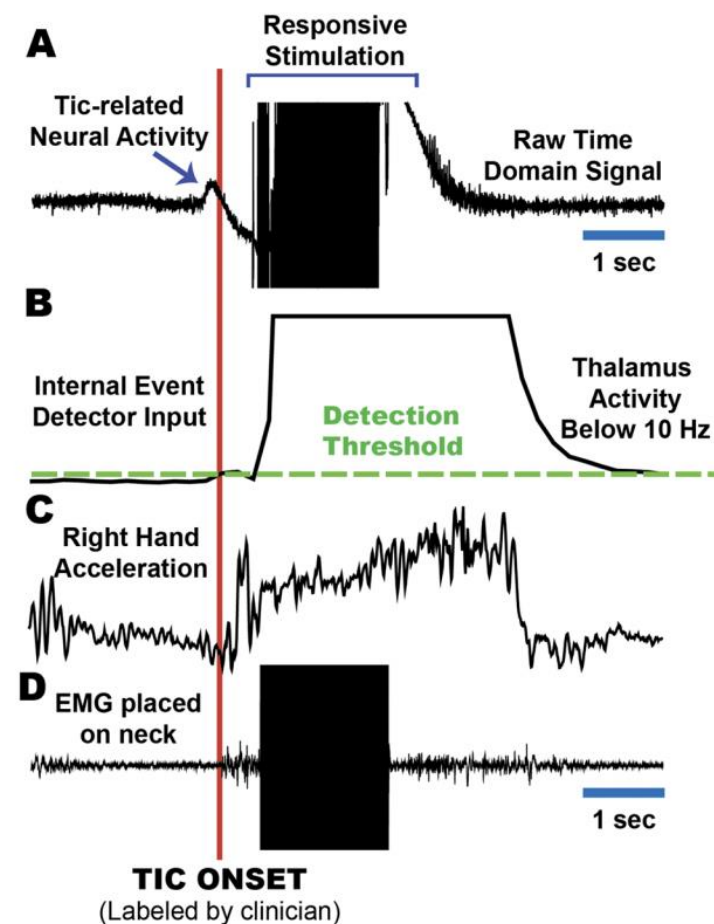 A
Responsive
Stimulation
Tic-related
Neural Activity
Raw Time
Domain Signal
1 sec
B
Internal Event
Detector Input
Detection
Threshold
Thalamus
Activity
Below 10 Hz
C
Right Hand
Acceleration
D
EMG placed
on neck
1 sec
TIC ONSET
(Labeled by clinician)